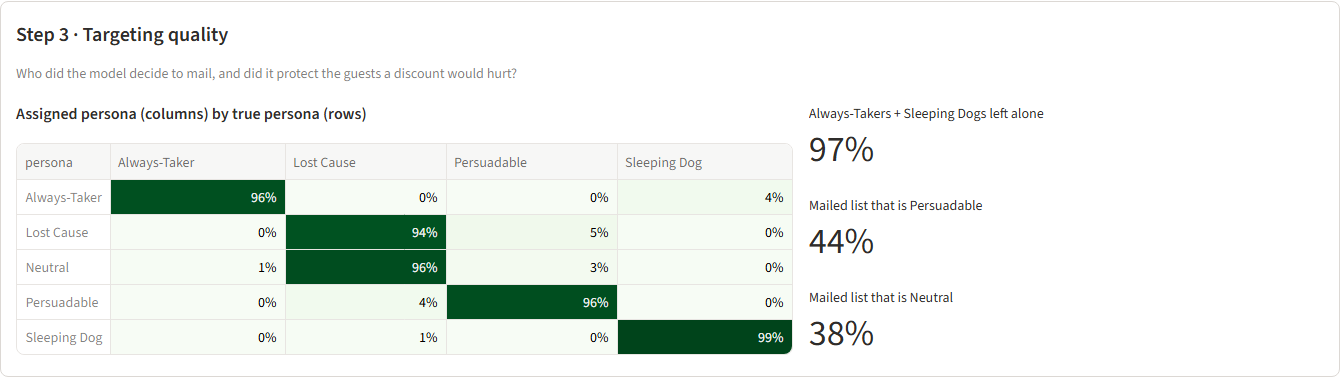 Step 3 · Targeting quality
Who did the model decide to mail, and did it protect the guests a discount would hurt?
Assigned persona (columns) by true persona (rows)
persona Always-Taker Lost Cause Persuadable Sleeping Dog
Always-Taker 96% 0% 0% 4%
Lost Cause 0% 94% 5% 0%
Neutral 1% 96% 3% 0%
Persuadable 0% 4% 96% 0%
Sleeping Dog 0% 1% 0% 99%
Always-Takers + Sleeping Dogs left alone
97%
Mailed list that is Persuadable
44%
Mailed list that is Neutral
38%